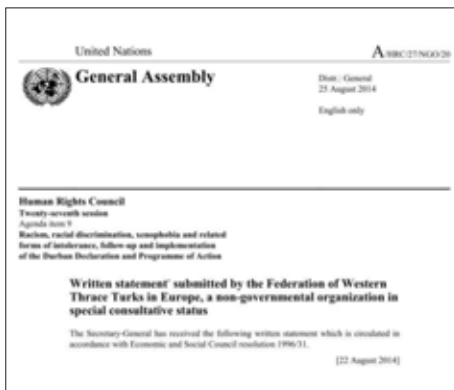 United Nations
A/HRC/27/NGO/20
General Assembly
Distr.: General
25 August 2014
English only
Human Rights Council
Twenty-seventh session
Agenda item 9
Racism, racial discrimination, xenophobia and related
forms of intolerance, follow-up and implementation
of the Durban Declaration and Programme of Action
Written statement* submitted by the Federation of Western
Thrace Turks in Europe, a non-governmental organization in
special consultative status
The Secretary-General has received the following written statement which is circulated in
accordance with Economic and Social Council resolution 1996/31.
[22 August 2014]